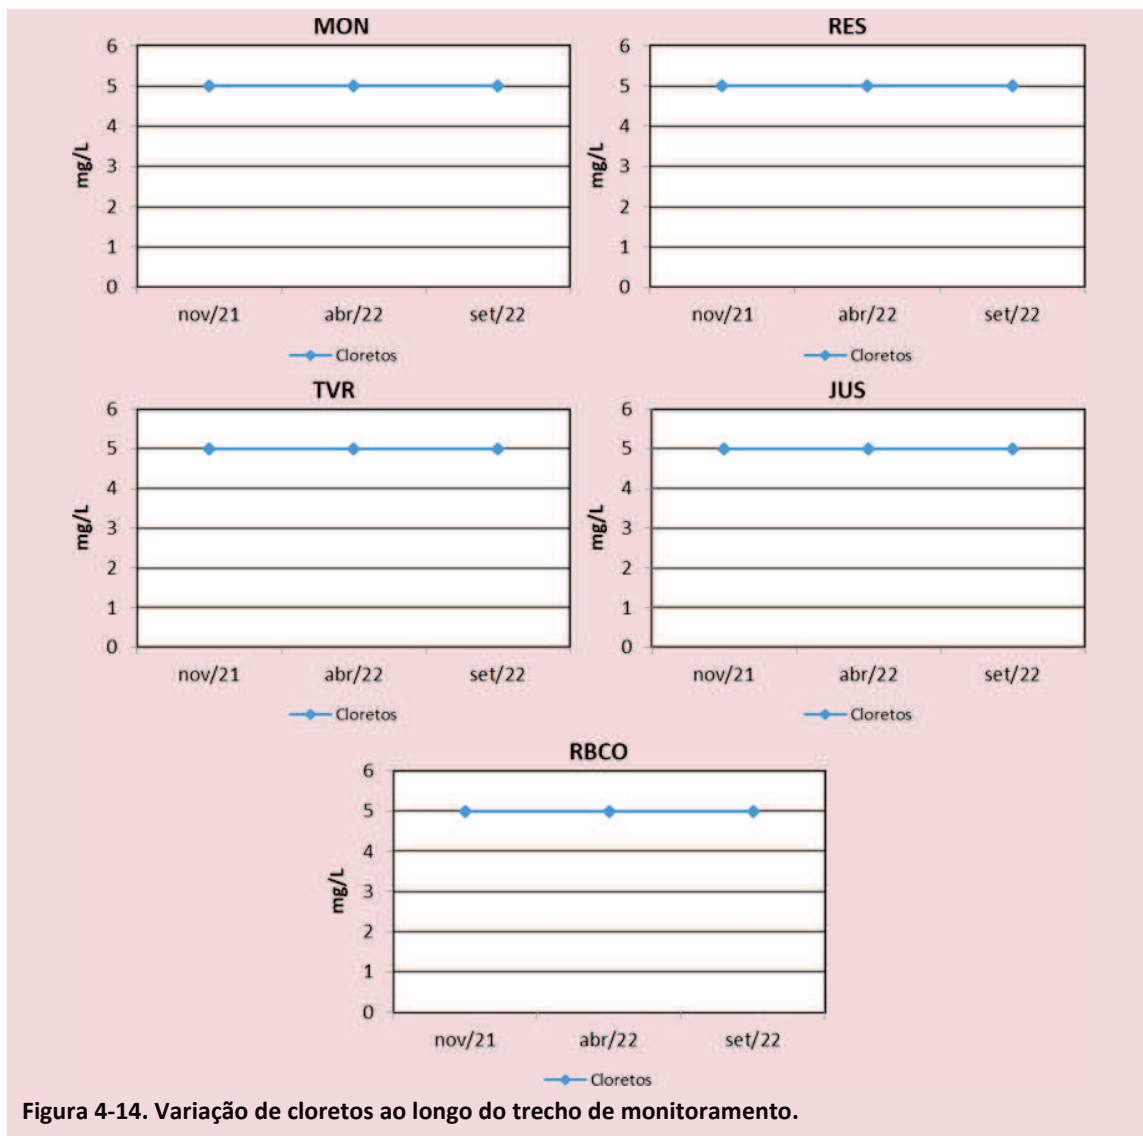 MON
6
5
4
3
2
1
0
mg/L
nov/21 abr/22 set/22
Cloretos
RES
6
5
4
3
2
1
0
mg/L
nov/21 abr/22 set/22
Cloretos
TVR
6
5
4
3
2
1
0
mg/L
nov/21 abr/22 set/22
Cloretos
JUS
6
5
4
3
2
1
0
mg/L
nov/21 abr/22 set/22
Cloretos
RBCO
6
5
4
3
2
1
0
mg/L
nov/21 abr/22 set/22
Cloretos
Figura 4-14. Variação de cloretos ao longo do trecho de monitoramento.